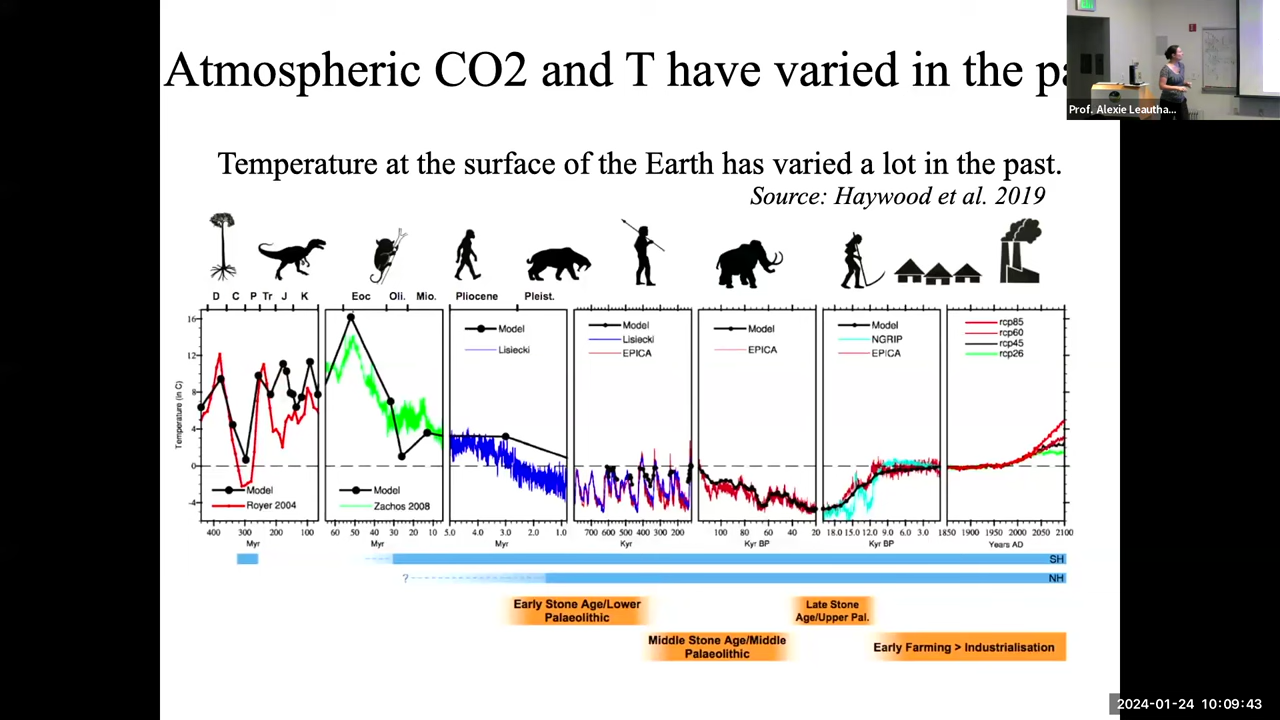 Atmospheric CO2 and T have varied in the pa
Prof. Alexie Leautha...
Temperature at the surface of the Earth has varied a lot in the past.
Source: Haywood et al. 2019
D C P Tr J K Eoc Oli. Mio. Pliocene Pleist.
Temperature (in C)
16
12
8
4
0
-4
Model
Royer 2004
Model
Zachos 2008
Model
Lisiecki
Model
Lisiecki
EPICA
Model
EPICA
Model
NGRIP
EPICA
rcp85
rcp60
rcp45
rcp26
400 300 200 100
Myr
60 50 40 30 20 10
Myr
5.0 4.0 3.0 2.0 1.0
Myr
700 600 500 400 300 200
Kyr
100 80 60 40 20
Kyr BP
18.0 15.0 12.0 9.0 6.0 3.0
Kyr BP
1850 1900 1950 2000 2050 2100
Years AD
SH
? NH
Early Stone Age/Lower
Palaeolithic
Late Stone
Age/Upper Pal.
Middle Stone Age/Middle
Palaeolithic
Early Farming > Industrialisation
2024-01-24 10:09:43